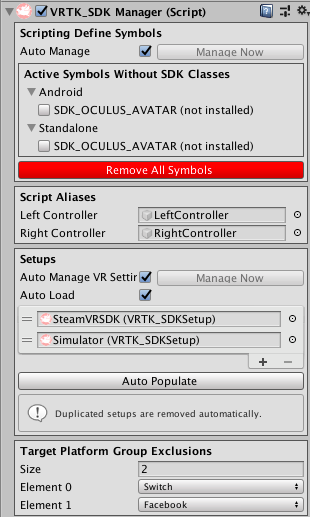 VRTK_SDK Manager (Script)
Scripting Define Symbols
Auto Manage
Manage Now
Active Symbols Without SDK Classes
Android
SDK_OCULUS_AVATAR (not installed)
Standalone
SDK_OCULUS_AVATAR (not installed)
Remove All Symbols
Script Aliases
Left Controller LeftController
Right Controller RightController
Setups
Auto Manage VR Settir Manage Now
Auto Load
SteamVRSDK (VRTK_SDKSetup)
Simulator (VRTK_SDKSetup)
Auto Populate
Duplicated setups are removed automatically.
Target Platform Group Exclusions
Size 2
Element 0 Switch
Element 1 Facebook